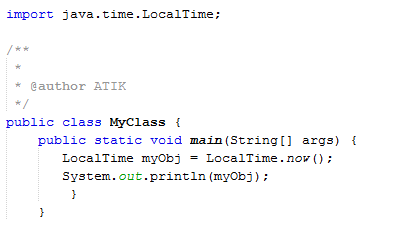 import java.time.LocalTime;
/**
 *
 * @author ATIK
 */
public class MyClass {
    public static void main(String[] args) {
       LocalTime myObj = LocalTime.now();
       System.out.println(myObj);
        }
    }